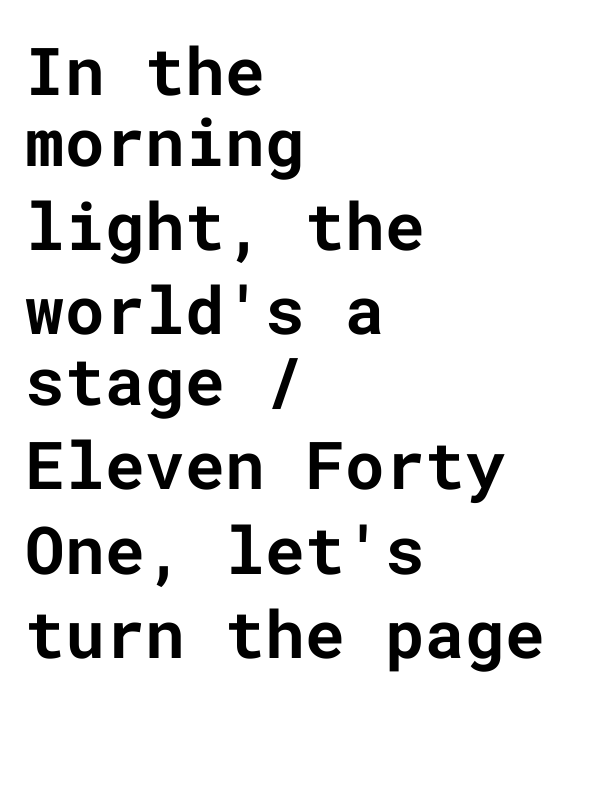 In the
morning
light, the
world's a
stage /
Eleven Forty
One, let's
turn the page